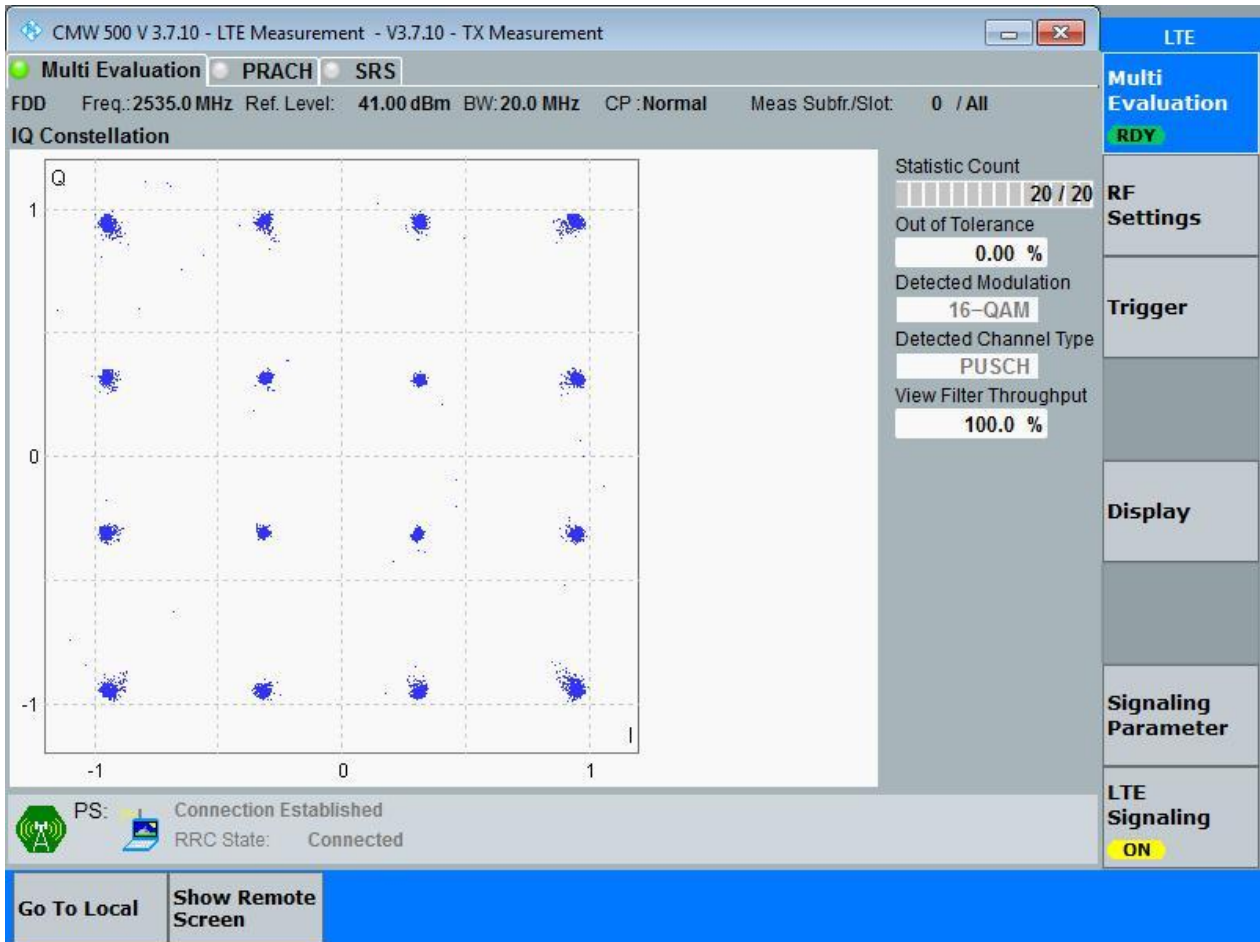 CMW 500 V 3.7.10 - LTE Measurement - V3.7.10 - TX Measurement
LTE
Multi Evaluation PRACH SRS
FDD Freq.: 2535.0 MHz Ref. Level: 41.00 dBm BW: 20.0 MHz CP : Normal Meas Subfr./Slot: 0 / All
IQ Constellation
Q
1
0
-1
-1 0 1
I
Statistic Count
20 / 20
Out of Tolerance
0.00 %
Detected Modulation
16-QAM
Detected Channel Type
PUSCH
View Filter Throughput
100.0 %
Multi
Evaluation
RDY
RF
Settings
Trigger
Display
Signaling
Parameter
LTE
Signaling
ON
PS: Connection Established
RRC State: Connected
Go To Local
Show Remote
Screen